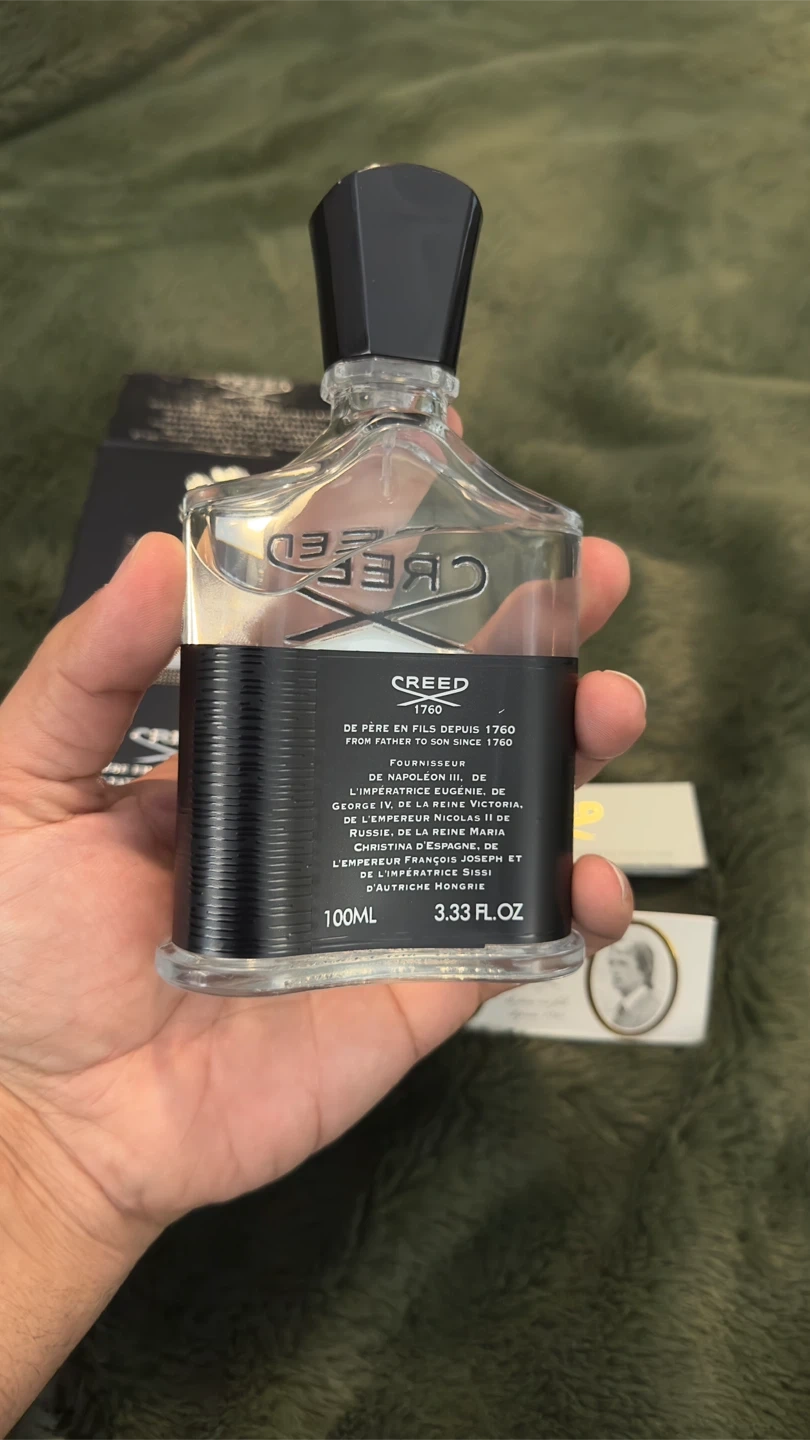 CREED
CREED
1760
DE PÈRE EN FILS DEPUIS 1760
FROM FATHER TO SON SINCE 1760
FOURNISSEUR
DE NAPOLÉON III, DE
L'IMPÉRATRICE EUGÉNIE, DE
GEORGE IV, DE LA REINE VICTORIA,
DE L'EMPEREUR NICOLAS II DE
RUSSIE, DE LA REINE MARIA
CHRISTINA D'ESPAGNE, DE
L'EMPEREUR FRANÇOIS JOSEPH ET
DE L'IMPÉRATRICE SISSI
D'AUTRICHE HONGRIE
100ML 3.33 FL.OZ